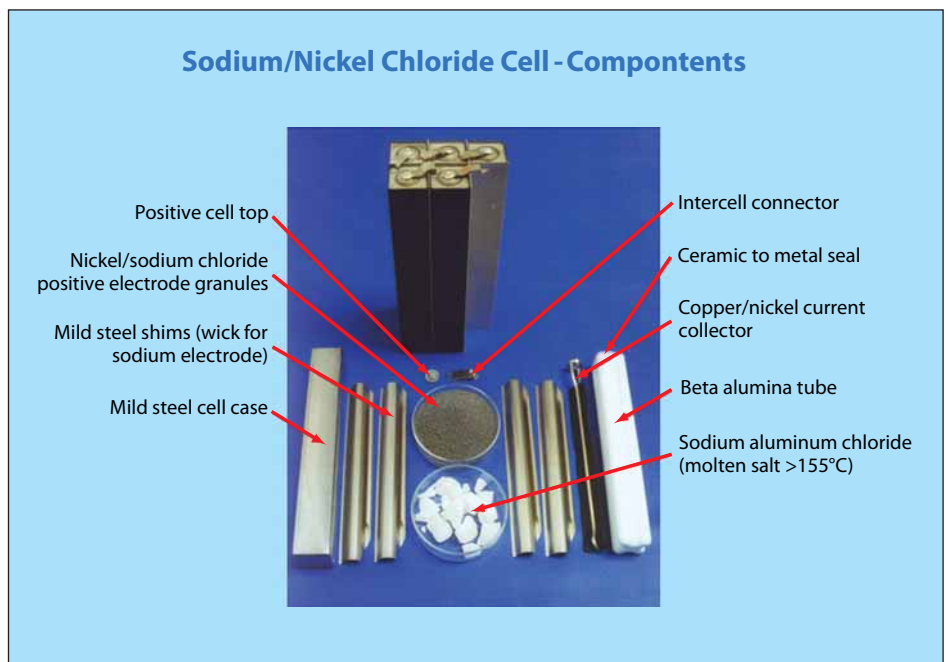 Sodium/Nickel Chloride Cell - Compontents
Positive cell top
Nickel/sodium chloride
positive electrode granules
Mild steel shims (wick for
sodium electrode)
Mild steel cell case
Intercell connector
Ceramic to metal seal
Copper/nickel current
collector
Beta alumina tube
Sodium aluminum chloride
(molten salt >155°C)